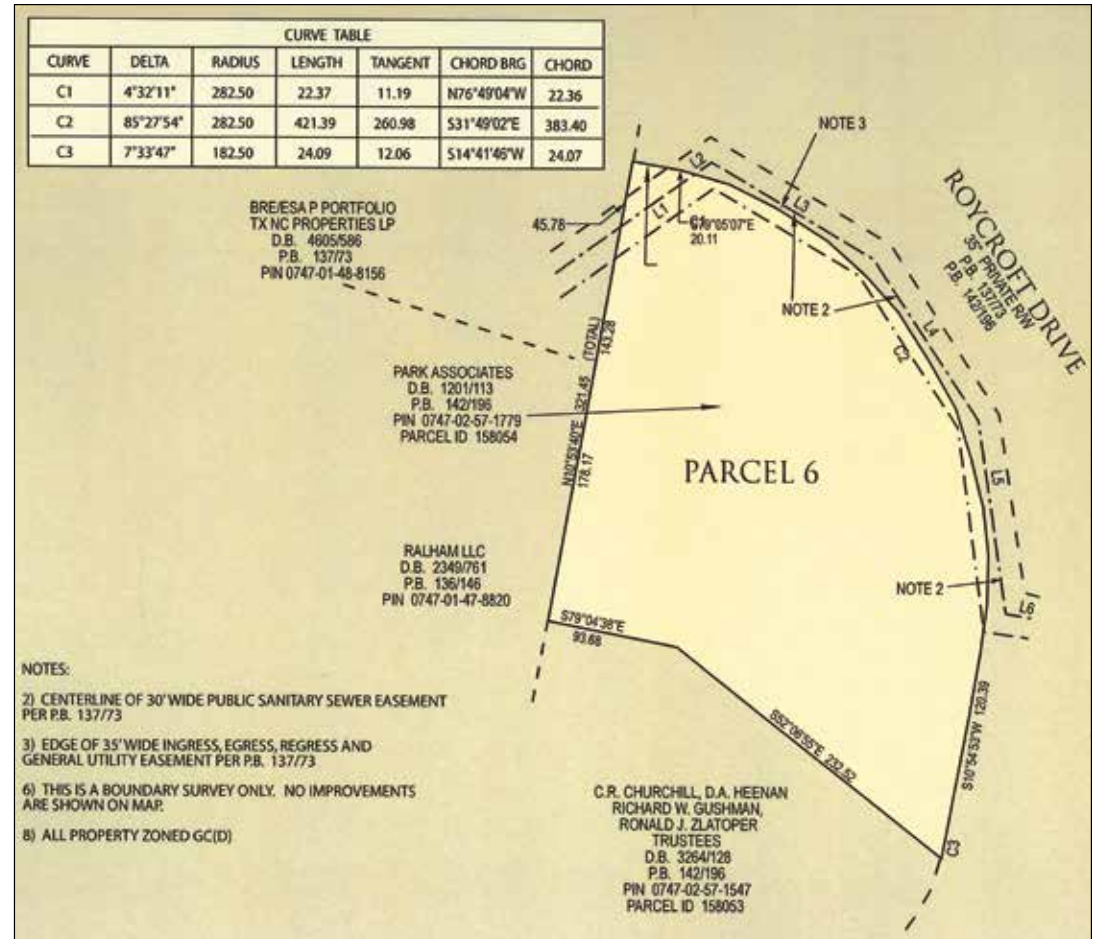 CURVE TABLE
CURVE DELTA RADIUS LENGTH TANGENT CHORD BRG CHORD
C1 4°32'11" 282.50 22.37 11.19 N76°49'04"W 22.36
C2 85°27'54" 282.50 421.39 260.98 S31°49'02"E 383.40
C3 7°33'47" 182.50 24.09 12.06 S14°41'46"W 24.07
NOTE 3
BRE/ESA P PORTFOLIO
TX NC PROPERTIES LP
D.B. 4605/586
P.B. 137/73
PIN 0747-01-48-8156
45.78
L1
L3
C1
20.11
ROYCROFT DRIVE
35' PRIVATE R/W
P.B. 137/73
P.B. 142/196
NOTE 2
L4
C2
(TOTAL)
143.28
PARK ASSOCIATES
D.B. 1201/113
P.B. 142/196
PIN 0747-02-57-1779
PARCEL ID 158054
N10°53'40"E 321.45
178.17
PARCEL 6
L5
RALHAM LLC
D.B. 2349/761
P.B. 136/146
PIN 0747-01-47-8820
NOTE 2
L6
S79°04'38"E
93.68
NOTES:
2) CENTERLINE OF 30' WIDE PUBLIC SANITARY SEWER EASEMENT
PER P.B. 137/73
3) EDGE OF 35' WIDE INGRESS, EGRESS, REGRESS AND
GENERAL UTILITY EASEMENT PER P.B. 137/73
6) THIS IS A BOUNDARY SURVEY ONLY. NO IMPROVEMENTS
ARE SHOWN ON MAP.
8) ALL PROPERTY ZONED GC(D)
S52°06'55"E 232.52
S10°54'53"W 120.39
C3
C.R. CHURCHILL, D.A. HEENAN
RICHARD W. GUSHMAN,
RONALD J. ZLATOPER
TRUSTEES
D.B. 3264/128
P.B. 142/196
PIN 0747-02-57-1547
PARCEL ID 158053